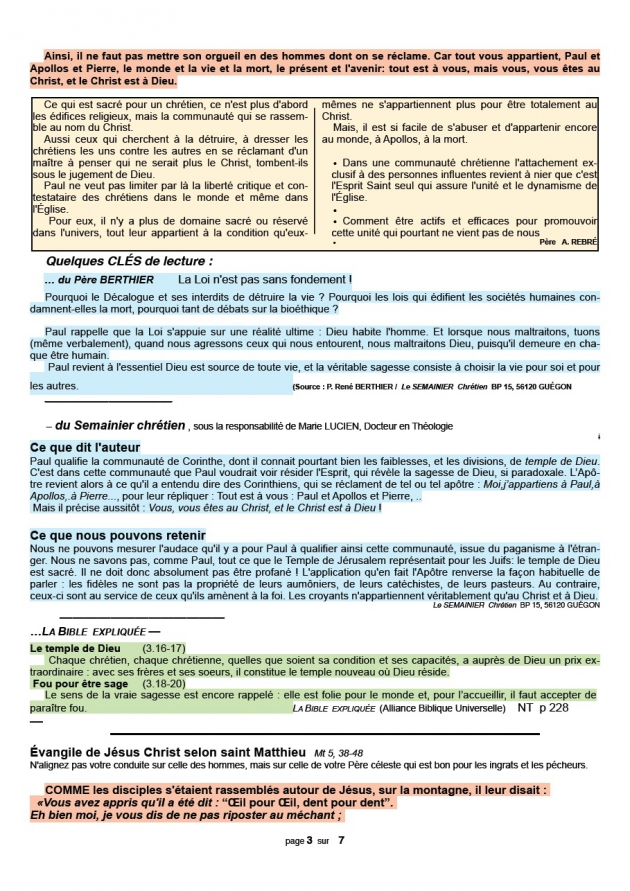 Ainsi, il ne faut pas mettre son orgueil en des hommes dont on se réclame. Car tout vous appartient, Paul et
Apollos et Pierre, le monde et la vie et la mort, le présent et l'avenir: tout est à vous, mais vous, vous êtes au
Christ, et le Christ est à Dieu.
Ce qui est sacré pour un chrétien, ce n'est plus d'abord
les édifices religieux, mais la communauté qui se rassem-
ble au nom du Christ.
Aussi ceux qui cherchent à la détruire, à dresser les
chrétiens les uns contre les autres en se réclamant d'un
maître à penser qui ne serait plus le Christ, tombent-ils
sous le jugement de Dieu.
Paul ne veut pas limiter par là la liberté critique et con-
testataire des chrétiens dans le monde et même dans
l'Église.
Pour eux, il n'y a plus de domaine sacré ou réservé
dans l'univers, tout leur appartient à la condition qu'eux-
mêmes ne s'appartiennent plus pour être totalement au
Christ.
Mais, il est si facile de s'abuser et d'appartenir encore
au monde, à Apollos, à la mort.
• Dans une communauté chrétienne l'attachement ex-
clusif à des personnes influentes revient à nier que c'est
l'Esprit Saint seul qui assure l'unité et le dynamisme de
l'Église.
•
• Comment être actifs et efficaces pour promouvoir
cette unité qui pourtant ne vient pas de nous
• Père A. REBRÉ
Quelques CLÉS de lecture :
... du Père BERTHIER La Loi n'est pas sans fondement !
Pourquoi le Décalogue et ses interdits de détruire la vie ? Pourquoi les lois qui édifient les sociétés humaines con-
damnent-elles la mort, pourquoi tant de débats sur la bioéthique ?
Paul rappelle que la Loi s'appuie sur une réalité ultime : Dieu habite l'homme. Et lorsque nous maltraitons, tuons
(même verbalement), quand nous agressons ceux qui nous entourent, nous maltraitons Dieu, puisqu'il demeure en cha-
que être humain.
Paul revient à l'essentiel Dieu est source de toute vie, et la véritable sagesse consiste à choisir la vie pour soi et pour
les autres. (Source : P. René BERTHIER / Le SEMAINIER Chrétien BP 15, 56120 GUÉGON
– du Semainier chrétien , sous la responsabilité de Marie LUCIEN, Docteur en Théologie
Ce que dit l'auteur
Paul qualifie la communauté de Corinthe, dont il connait pourtant bien les faiblesses, et les divisions, de temple de Dieu.
C'est dans cette communauté que Paul voudrait voir résider l'Esprit, qui révèle la sagesse de Dieu, si paradoxale. L'Apô-
tre revient alors à ce qu'il a entendu dire des Corinthiens, qui se réclament de tel ou tel apôtre : Moi,j'appartiens à Paul,à
Apollos,.à Pierre..., pour leur répliquer : Tout est à vous : Paul et Apollos et Pierre, ..
Mais il précise aussitôt : Vous, vous êtes au Christ, et le Christ est à Dieu !
Ce que nous pouvons retenir
Nous ne pouvons mesurer l'audace qu'il y a pour Paul à qualifier ainsi cette communauté, issue du paganisme à l'étran-
ger. Nous ne savons pas, comme Paul, tout ce que le Temple de Jérusalem représentait pour les Juifs: le temple de Dieu
est sacré. Il ne doit donc absolument pas être profané ! L'application qu'en fait l'Apôtre renverse la façon habituelle de
parler : les fidèles ne sont pas la propriété de leurs aumôniers, de leurs catéchistes, de leurs pasteurs. Au contraire,
ceux-ci sont au service de ceux qu'ils amènent à la foi. Les croyants n'appartiennent véritablement qu'au Christ et à Dieu.
Le SEMAINIER Chrétien BP 15, 56120 GUÉGON
...LA BIBLE EXPLIQUÉE —
Le temple de Dieu (3.16-17)
Chaque chrétien, chaque chrétienne, quelles que soient sa condition et ses capacités, a auprès de Dieu un prix ex-
traordinaire : avec ses frères et ses soeurs, il constitue le temple nouveau où Dieu réside.
Fou pour être sage (3.18-20)
Le sens de la vraie sagesse est encore rappelé : elle est folie pour le monde et, pour l'accueillir, il faut accepter de
paraître fou. LA BIBLE EXPLIQUÉE (Alliance Biblique Universelle) NT p 228
Évangile de Jésus Christ selon saint Matthieu Mt 5, 38-48
N'alignez pas votre conduite sur celle des hommes, mais sur celle de votre Père céleste qui est bon pour les ingrats et les pécheurs.
COMME les disciples s'étaient rassemblés autour de Jésus, sur la montagne, il leur disait :
«Vous avez appris qu'il a été dit : “Œil pour Œil, dent pour dent”.
Eh bien moi, je vous dis de ne pas riposter au méchant ;
page 3 sur 7